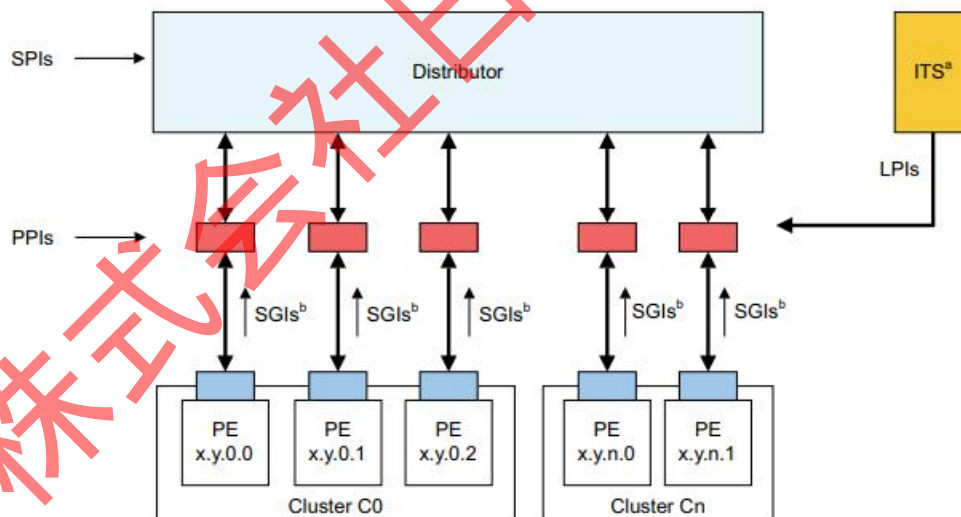 SPIs
Distributor
ITSᵃ
LPIs
PPIs
SGIsᵇ
SGIsᵇ
SGIsᵇ
SGIsᵇ
SGIsᵇ
PE
x.y.0.0
PE
x.y.0.1
PE
x.y.0.2
PE
x.y.n.0
PE
x.y.n.1
Cluster C0
Cluster Cn
株式会社